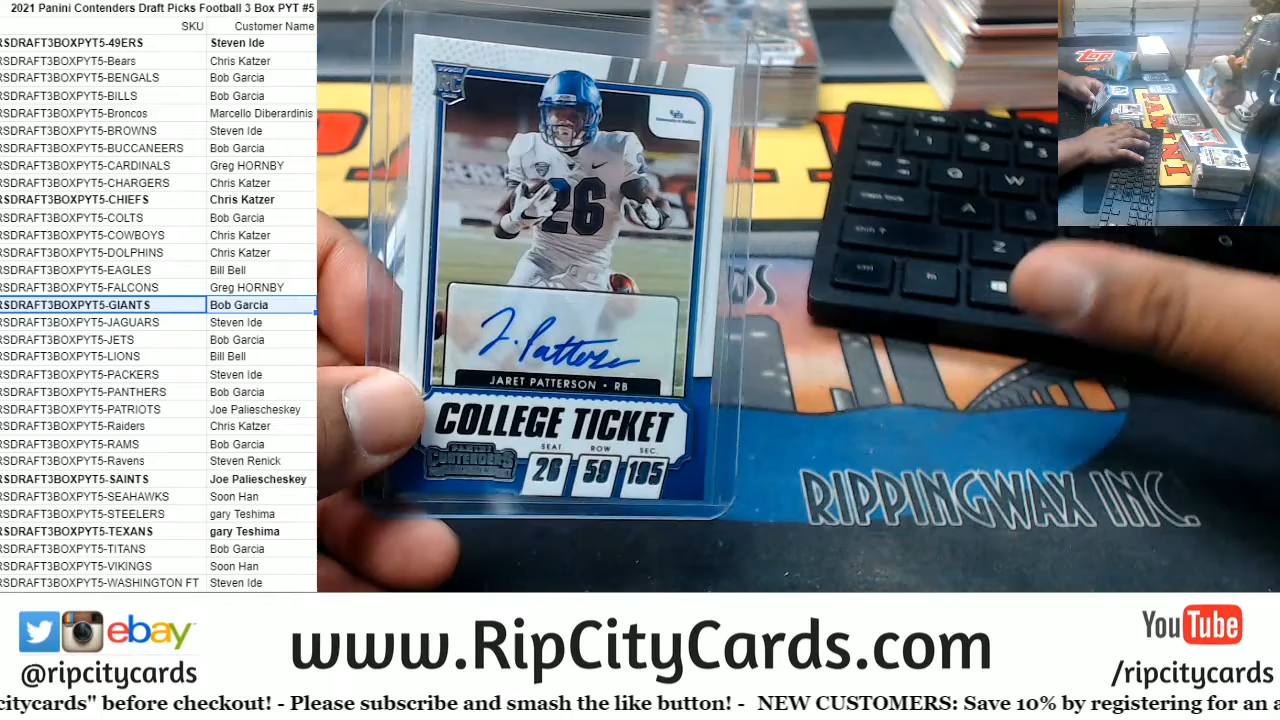 2021 Panini Contenders Draft Picks Football 3 Box PYT #5
SKU Customer Name
RSDRAFT3BOXPYT5-49ERS Steven Ide
RSDRAFT3BOXPYT5-Bears Chris Katzer
RSDRAFT3BOXPYT5-BENGALS Bob Garcia
RSDRAFT3BOXPYT5-BILLS Bob Garcia
RSDRAFT3BOXPYT5-Broncos Marcello Diberardinis
RSDRAFT3BOXPYT5-BROWNS Steven Ide
RSDRAFT3BOXPYT5-BUCCANEERS Bob Garcia
RSDRAFT3BOXPYT5-CARDINALS Greg HORNBY
RSDRAFT3BOXPYT5-CHARGERS Chris Katzer
RSDRAFT3BOXPYT5-CHIEFS Chris Katzer
RSDRAFT3BOXPYT5-COLTS Bob Garcia
RSDRAFT3BOXPYT5-COWBOYS Chris Katzer
RSDRAFT3BOXPYT5-DOLPHINS Chris Katzer
RSDRAFT3BOXPYT5-EAGLES Bill Bell
RSDRAFT3BOXPYT5-FALCONS Greg HORNBY
RSDRAFT3BOXPYT5-GIANTS Bob Garcia
RSDRAFT3BOXPYT5-JAGUARS Steven Ide
RSDRAFT3BOXPYT5-JETS Bob Garcia
RSDRAFT3BOXPYT5-LIONS Bill Bell
RSDRAFT3BOXPYT5-PACKERS Steven Ide
RSDRAFT3BOXPYT5-PANTHERS Bob Garcia
RSDRAFT3BOXPYT5-PATRIOTS Joe Paliescheskey
RSDRAFT3BOXPYT5-Raiders Chris Katzer
RSDRAFT3BOXPYT5-RAMS Bob Garcia
RSDRAFT3BOXPYT5-Ravens Steven Renick
RSDRAFT3BOXPYT5-SAINTS Joe Paliescheskey
RSDRAFT3BOXPYT5-SEAHAWKS Soon Han
RSDRAFT3BOXPYT5-STEELERS gary Teshima
RSDRAFT3BOXPYT5-TEXANS gary Teshima
RSDRAFT3BOXPYT5-TITANS Bob Garcia
RSDRAFT3BOXPYT5-VIKINGS Soon Han
RSDRAFT3BOXPYT5-WASHINGTON FT Steven Ide
RC
26
J. Patterson
JARET PATTERSON • RB
COLLEGE TICKET
PANINI CONTENDERS
SEAT ROW SEC.
26 59 195
1 2 3
Q W
A S
Z
Topps
PANINI
RIPPINGWAX INC.
ebay
@ripcitycards
www.RipCityCards.com
YouTube
/ripcitycards
citycards" before checkout! - Please subscribe and smash the like button! - NEW CUSTOMERS: Save 10% by registering for an a